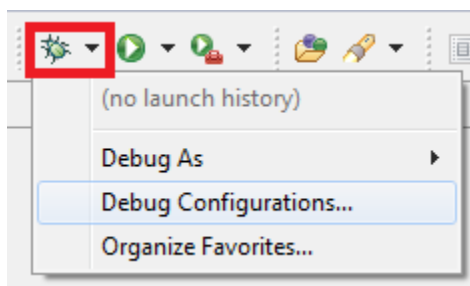 (no launch history)
Debug As
Debug Configurations...
Organize Favorites...